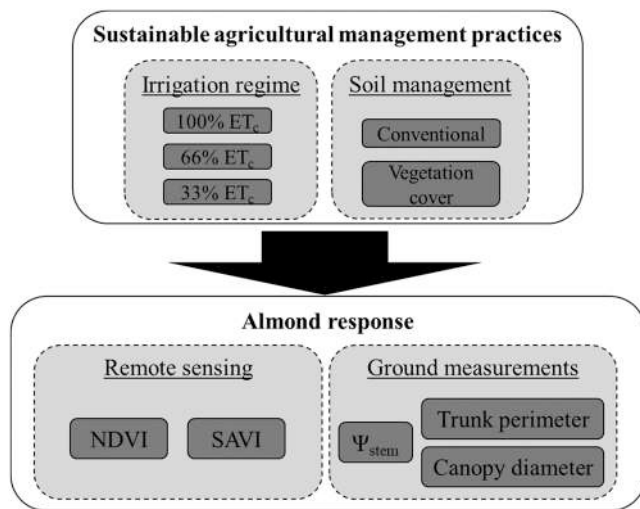 Sustainable agricultural management practices
Irrigation regime
100% ETc
66% ETc
33% ETc
Soil management
Conventional
Vegetation
cover
Almond response
Remote sensing
NDVI
SAVI
Ground measurements
Ψstem
Trunk perimeter
Canopy diameter